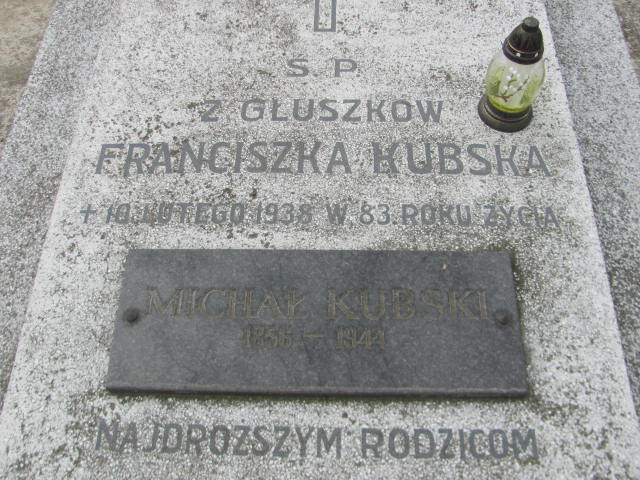 S. P.
Z GŁUSZKÓW
FRANCISZKA KUBSKA
+ 10. LUTEGO 1938 W 83. ROKU ŻYCIA
MICHAŁ KUBSKI
1856 – 1944
NAJDROŻSZYM RODZICOM